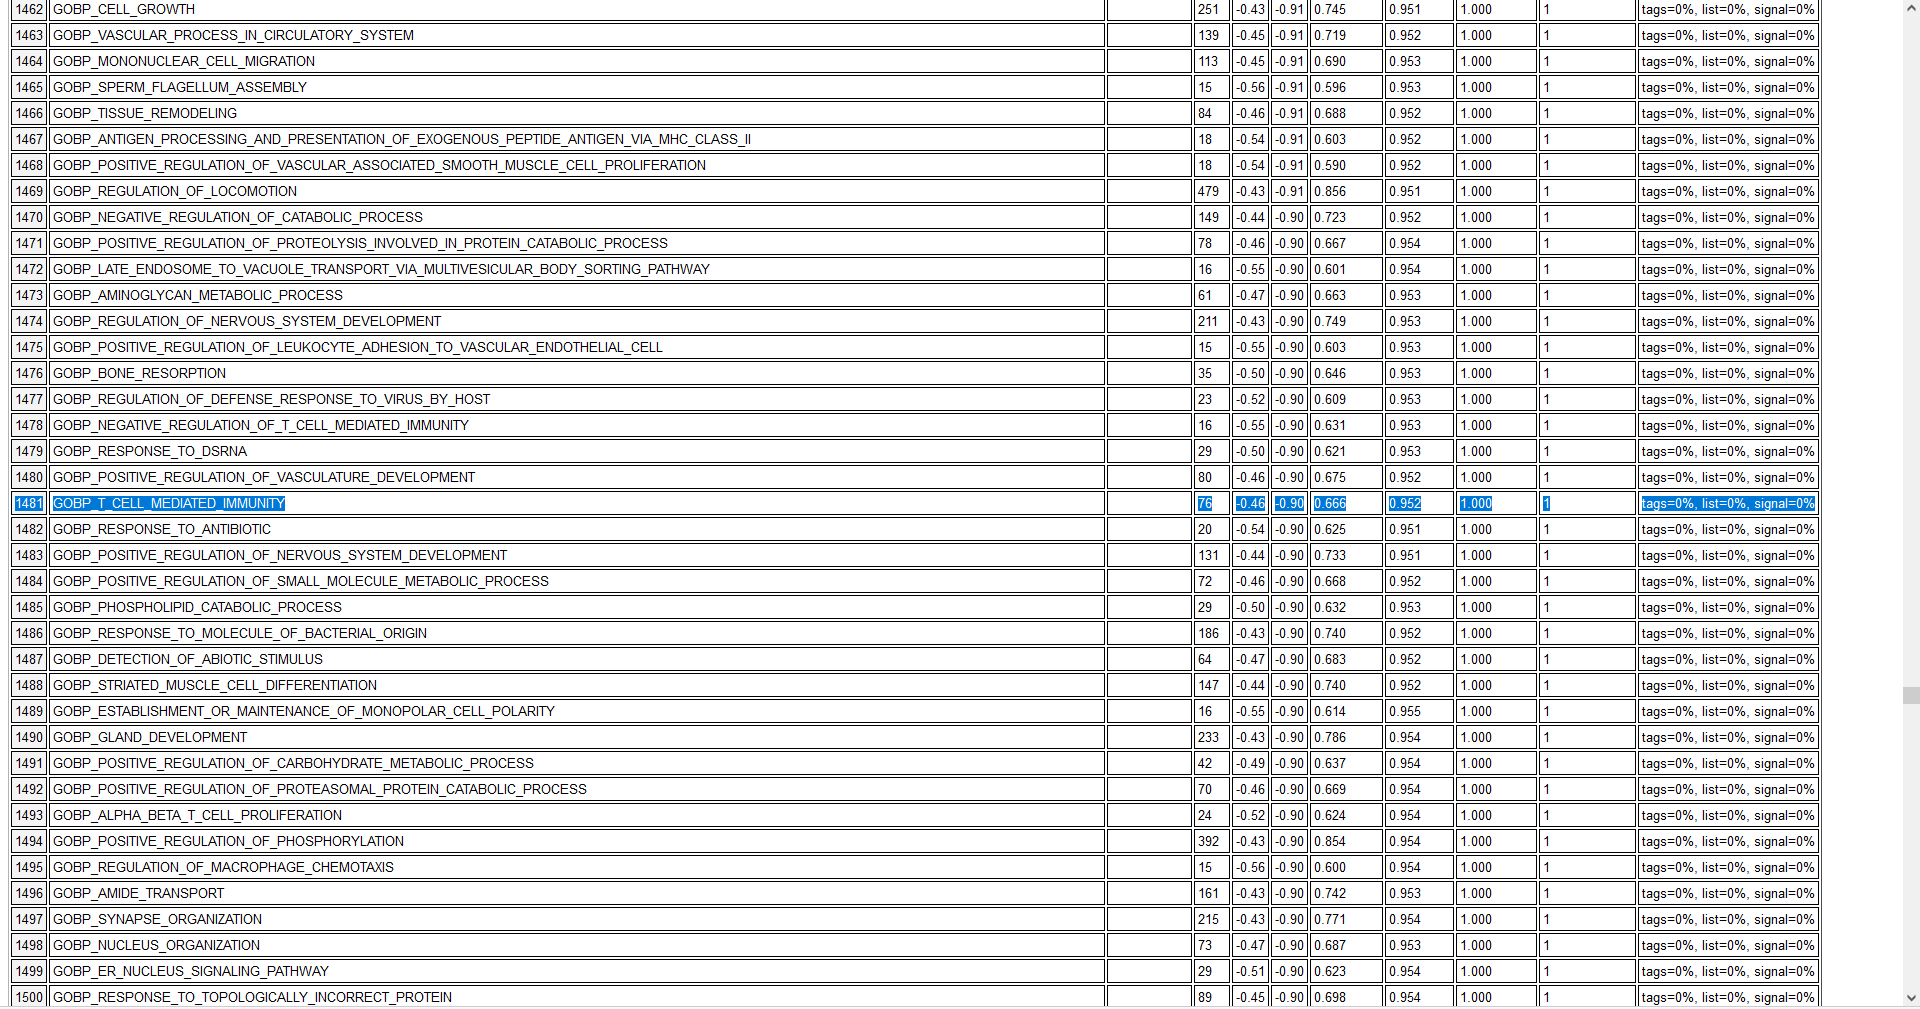 1462 GOBP_CELL_GROWTH 251 -0.43 -0.91 0.745 0.951 1.000 1 tags=0%, list=0%, signal=0%
1463 GOBP_VASCULAR_PROCESS_IN_CIRCULATORY_SYSTEM 139 -0.45 -0.91 0.719 0.952 1.000 1 tags=0%, list=0%, signal=0%
1464 GOBP_MONONUCLEAR_CELL_MIGRATION 113 -0.45 -0.91 0.690 0.953 1.000 1 tags=0%, list=0%, signal=0%
1465 GOBP_SPERM_FLAGELLUM_ASSEMBLY 15 -0.56 -0.91 0.596 0.953 1.000 1 tags=0%, list=0%, signal=0%
1466 GOBP_TISSUE_REMODELING 84 -0.46 -0.91 0.688 0.952 1.000 1 tags=0%, list=0%, signal=0%
1467 GOBP_ANTIGEN_PROCESSING_AND_PRESENTATION_OF_EXOGENOUS_PEPTIDE_ANTIGEN_VIA_MHC_CLASS_II 18 -0.54 -0.91 0.603 0.952 1.000 1 tags=0%, list=0%, signal=0%
1468 GOBP_POSITIVE_REGULATION_OF_VASCULAR_ASSOCIATED_SMOOTH_MUSCLE_CELL_PROLIFERATION 18 -0.54 -0.91 0.590 0.952 1.000 1 tags=0%, list=0%, signal=0%
1469 GOBP_REGULATION_OF_LOCOMOTION 479 -0.43 -0.91 0.856 0.951 1.000 1 tags=0%, list=0%, signal=0%
1470 GOBP_NEGATIVE_REGULATION_OF_CATABOLIC_PROCESS 149 -0.44 -0.90 0.723 0.952 1.000 1 tags=0%, list=0%, signal=0%
1471 GOBP_POSITIVE_REGULATION_OF_PROTEOLYSIS_INVOLVED_IN_PROTEIN_CATABOLIC_PROCESS 78 -0.46 -0.90 0.667 0.954 1.000 1 tags=0%, list=0%, signal=0%
1472 GOBP_LATE_ENDOSOME_TO_VACUOLE_TRANSPORT_VIA_MULTIVESICULAR_BODY_SORTING_PATHWAY 16 -0.55 -0.90 0.601 0.954 1.000 1 tags=0%, list=0%, signal=0%
1473 GOBP_AMINOGLYCAN_METABOLIC_PROCESS 61 -0.47 -0.90 0.663 0.953 1.000 1 tags=0%, list=0%, signal=0%
1474 GOBP_REGULATION_OF_NERVOUS_SYSTEM_DEVELOPMENT 211 -0.43 -0.90 0.749 0.953 1.000 1 tags=0%, list=0%, signal=0%
1475 GOBP_POSITIVE_REGULATION_OF_LEUKOCYTE_ADHESION_TO_VASCULAR_ENDOTHELIAL_CELL 15 -0.55 -0.90 0.603 0.953 1.000 1 tags=0%, list=0%, signal=0%
1476 GOBP_BONE_RESORPTION 35 -0.50 -0.90 0.646 0.953 1.000 1 tags=0%, list=0%, signal=0%
1477 GOBP_REGULATION_OF_DEFENSE_RESPONSE_TO_VIRUS_BY_HOST 23 -0.52 -0.90 0.609 0.953 1.000 1 tags=0%, list=0%, signal=0%
1478 GOBP_NEGATIVE_REGULATION_OF_T_CELL_MEDIATED_IMMUNITY 16 -0.55 -0.90 0.631 0.953 1.000 1 tags=0%, list=0%, signal=0%
1479 GOBP_RESPONSE_TO_DSRNA 29 -0.50 -0.90 0.621 0.953 1.000 1 tags=0%, list=0%, signal=0%
1480 GOBP_POSITIVE_REGULATION_OF_VASCULATURE_DEVELOPMENT 80 -0.46 -0.90 0.675 0.952 1.000 1 tags=0%, list=0%, signal=0%
1481 GOBP_T_CELL_MEDIATED_IMMUNITY 76 -0.46 -0.90 0.666 0.952 1.000 1 tags=0%, list=0%, signal=0%
1482 GOBP_RESPONSE_TO_ANTIBIOTIC 20 -0.54 -0.90 0.625 0.951 1.000 1 tags=0%, list=0%, signal=0%
1483 GOBP_POSITIVE_REGULATION_OF_NERVOUS_SYSTEM_DEVELOPMENT 131 -0.44 -0.90 0.733 0.951 1.000 1 tags=0%, list=0%, signal=0%
1484 GOBP_POSITIVE_REGULATION_OF_SMALL_MOLECULE_METABOLIC_PROCESS 72 -0.46 -0.90 0.668 0.952 1.000 1 tags=0%, list=0%, signal=0%
1485 GOBP_PHOSPHOLIPID_CATABOLIC_PROCESS 29 -0.50 -0.90 0.632 0.953 1.000 1 tags=0%, list=0%, signal=0%
1486 GOBP_RESPONSE_TO_MOLECULE_OF_BACTERIAL_ORIGIN 186 -0.43 -0.90 0.740 0.952 1.000 1 tags=0%, list=0%, signal=0%
1487 GOBP_DETECTION_OF_ABIOTIC_STIMULUS 64 -0.47 -0.90 0.683 0.952 1.000 1 tags=0%, list=0%, signal=0%
1488 GOBP_STRIATED_MUSCLE_CELL_DIFFERENTIATION 147 -0.44 -0.90 0.740 0.952 1.000 1 tags=0%, list=0%, signal=0%
1489 GOBP_ESTABLISHMENT_OR_MAINTENANCE_OF_MONOPOLAR_CELL_POLARITY 16 -0.55 -0.90 0.614 0.955 1.000 1 tags=0%, list=0%, signal=0%
1490 GOBP_GLAND_DEVELOPMENT 233 -0.43 -0.90 0.786 0.954 1.000 1 tags=0%, list=0%, signal=0%
1491 GOBP_POSITIVE_REGULATION_OF_CARBOHYDRATE_METABOLIC_PROCESS 42 -0.49 -0.90 0.637 0.954 1.000 1 tags=0%, list=0%, signal=0%
1492 GOBP_POSITIVE_REGULATION_OF_PROTEASOMAL_PROTEIN_CATABOLIC_PROCESS 70 -0.46 -0.90 0.669 0.954 1.000 1 tags=0%, list=0%, signal=0%
1493 GOBP_ALPHA_BETA_T_CELL_PROLIFERATION 24 -0.52 -0.90 0.624 0.954 1.000 1 tags=0%, list=0%, signal=0%
1494 GOBP_POSITIVE_REGULATION_OF_PHOSPHORYLATION 392 -0.43 -0.90 0.854 0.954 1.000 1 tags=0%, list=0%, signal=0%
1495 GOBP_REGULATION_OF_MACROPHAGE_CHEMOTAXIS 15 -0.56 -0.90 0.600 0.954 1.000 1 tags=0%, list=0%, signal=0%
1496 GOBP_AMIDE_TRANSPORT 161 -0.43 -0.90 0.742 0.953 1.000 1 tags=0%, list=0%, signal=0%
1497 GOBP_SYNAPSE_ORGANIZATION 215 -0.43 -0.90 0.771 0.954 1.000 1 tags=0%, list=0%, signal=0%
1498 GOBP_NUCLEUS_ORGANIZATION 73 -0.47 -0.90 0.687 0.953 1.000 1 tags=0%, list=0%, signal=0%
1499 GOBP_ER_NUCLEUS_SIGNALING_PATHWAY 29 -0.51 -0.90 0.623 0.954 1.000 1 tags=0%, list=0%, signal=0%
1500 GOBP_RESPONSE_TO_TOPOLOGICALLY_INCORRECT_PROTEIN 89 -0.45 -0.90 0.698 0.954 1.000 1 tags=0%, list=0%, signal=0%